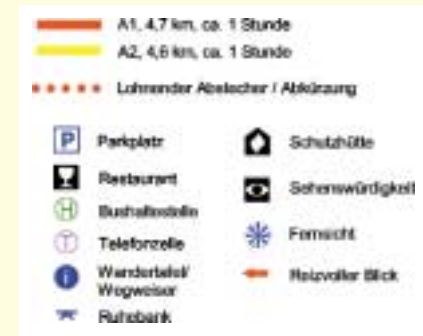 A1, 4,7 km, ca. 1 Stunde
A2, 4,6 km, ca. 1 Stunde
Lohnender Abstecher / Abkürzung
P Parkplatz
Restaurant
H Bushaltestelle
T Telefonzelle
i Wandertafel/
Wegweiser
Ruhebank
Schutzhütte
Sehenswürdigkeit
Fernsicht
Reizvoller Blick